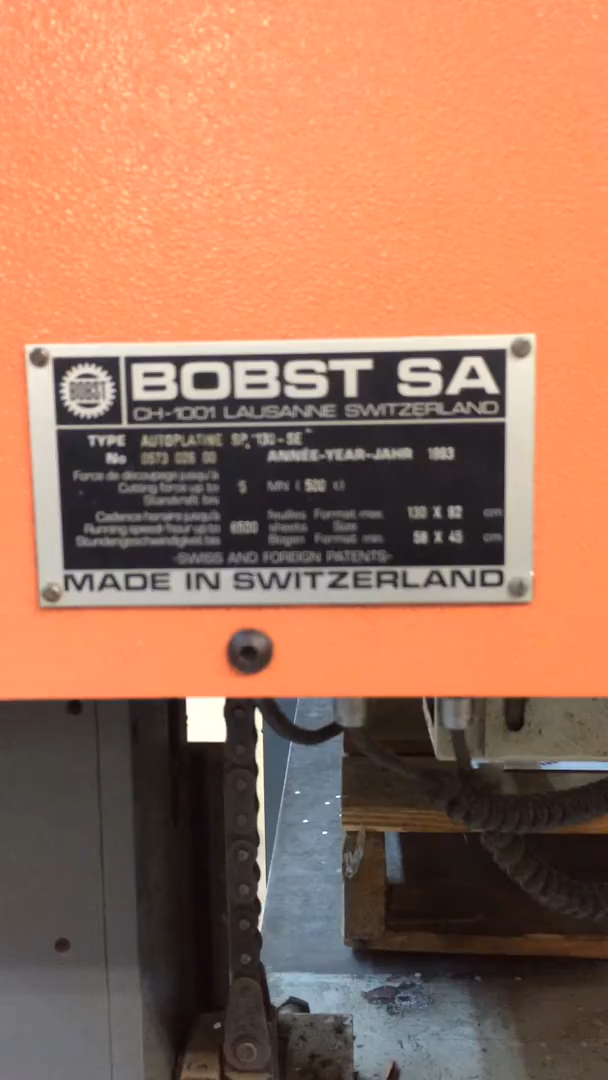 BOBST
BOBST SA
CH-1001 LAUSANNE SWITZERLAND
TYPE AUTOPLATINE SP 130-SE
No 0573 026 00 ANNÉE-YEAR-JAHR 1993
Force de découpage jusqu'à
Cutting force up to 5 MN ( 500 t)
Stanzkraft bis
Cadence horaire jusqu'à feuilles Format max. 130 X 92 cm
Running speed/hour up to 6500 sheets Size
Stundengeschwindigkeit bis Bogen Format min. 58 X 45 cm
-SWISS AND FOREIGN PATENTS-
MADE IN SWITZERLAND